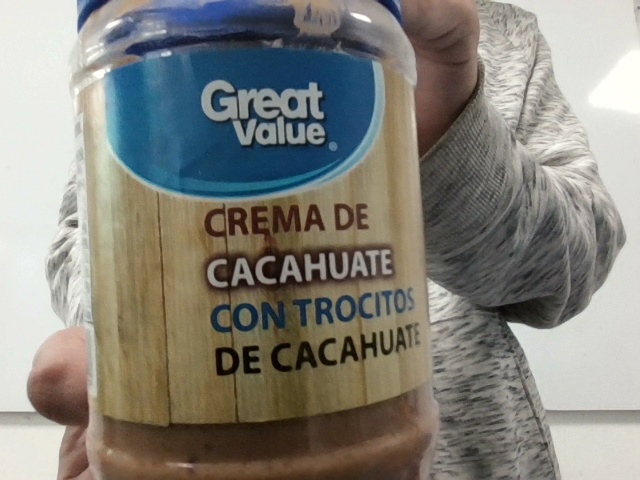 Great
Value®
CREMA DE
CACAHUATE
CON TROCITOS
DE CACAHUATE